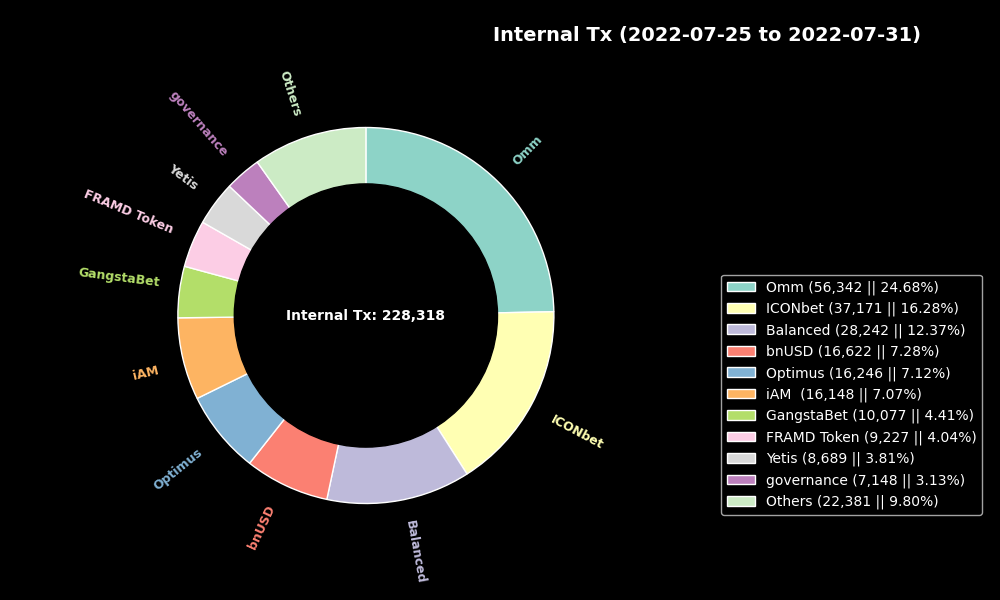 Internal Tx (2022-07-25 to 2022-07-31)
Others
governance
Omm
Yetis
FRAMD Token
GangstaBet
Internal Tx: 228,318
iAM
ICONbet
Optimus
bnUSD
Balanced
Omm (56,342 || 24.68%)
ICONbet (37,171 || 16.28%)
Balanced (28,242 || 12.37%)
bnUSD (16,622 || 7.28%)
Optimus (16,246 || 7.12%)
iAM  (16,148 || 7.07%)
GangstaBet (10,077 || 4.41%)
FRAMD Token (9,227 || 4.04%)
Yetis (8,689 || 3.81%)
governance (7,148 || 3.13%)
Others (22,381 || 9.80%)